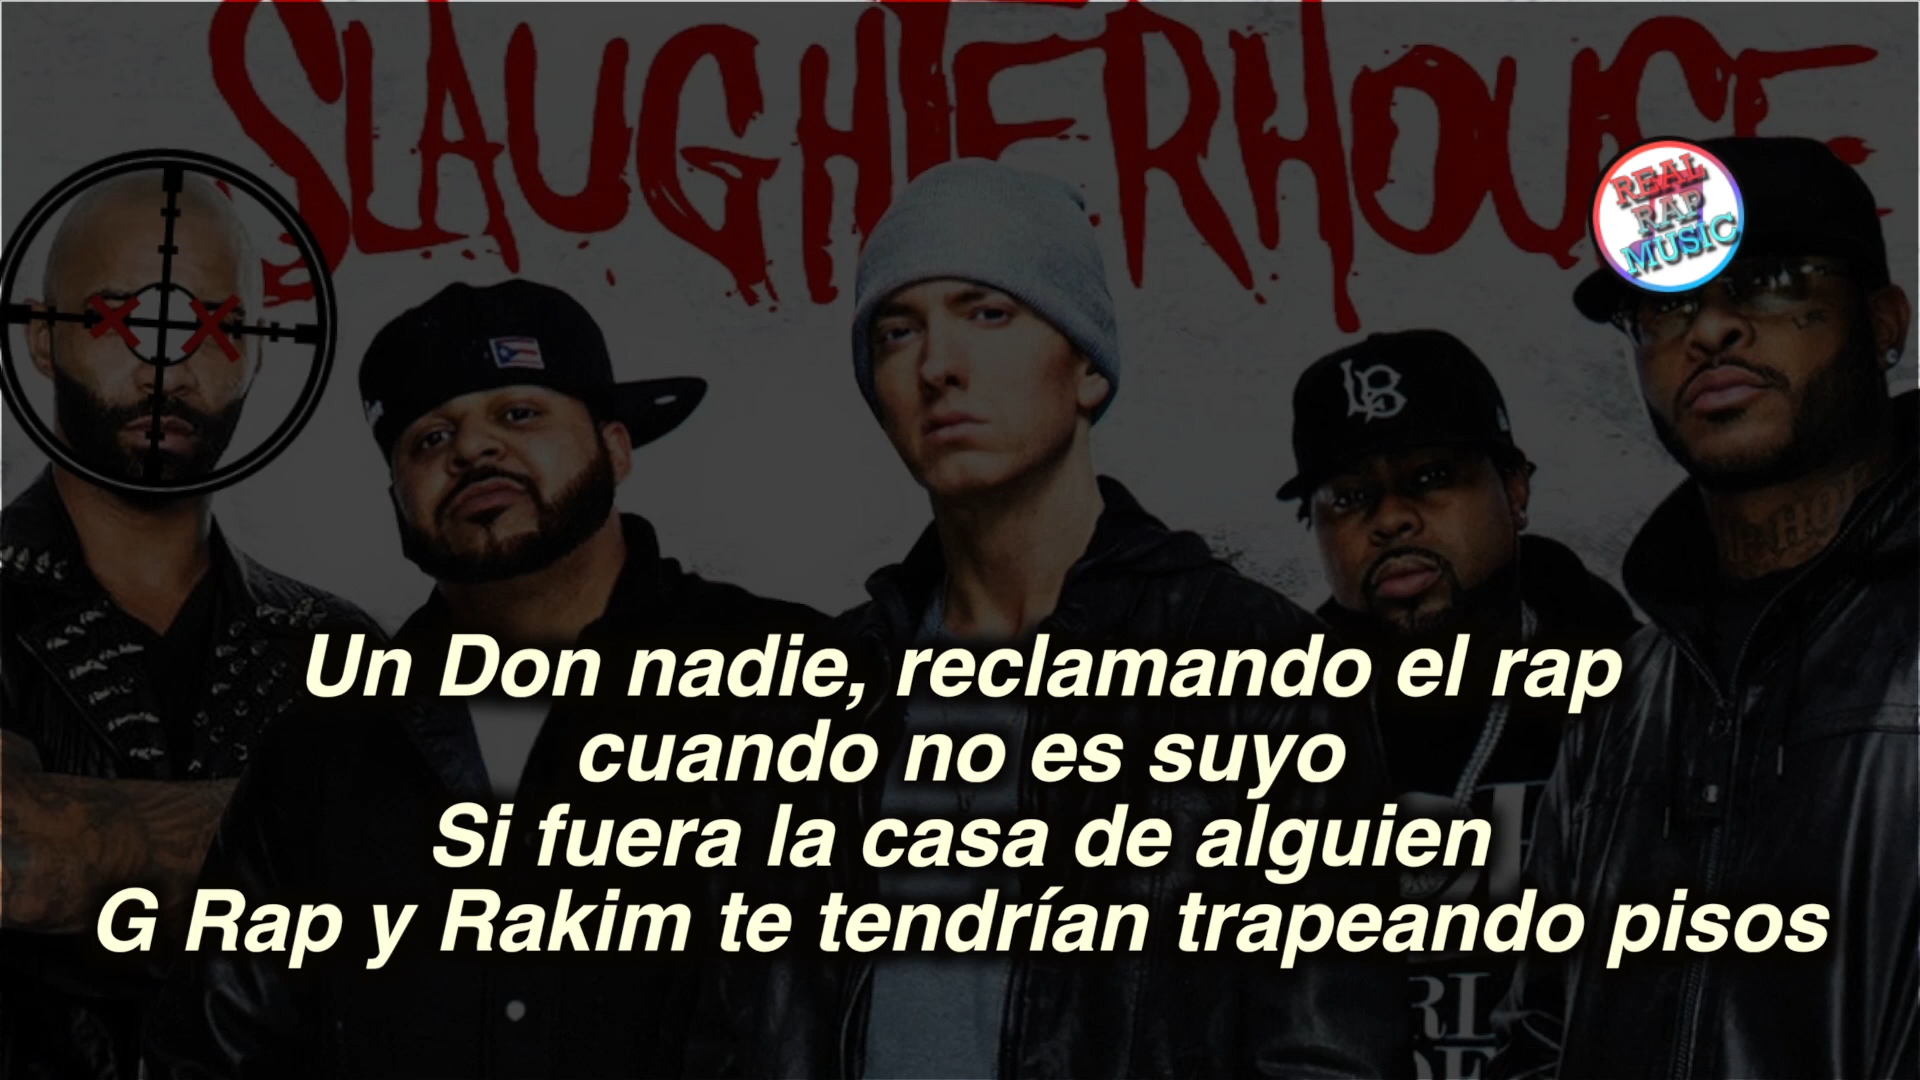 SLAUGHTERHOUSE
REAL
RAP
MUSIC
LB
Un Don nadie, reclamando el rap
cuando no es suyo
Si fuera la casa de alguien
G Rap y Rakim te tendrían trapeando pisos